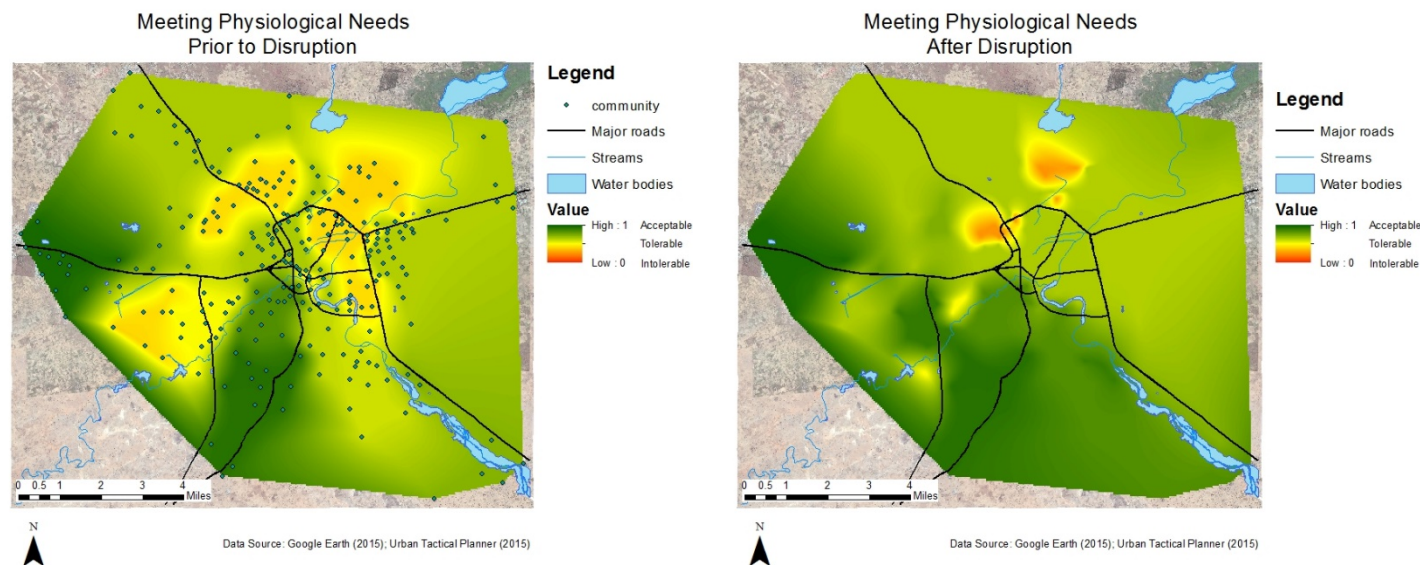 Meeting Physiological Needs
Prior to Disruption
Legend
community
Major roads
Streams
Water bodies
Value
High : 1 Acceptable
Tolerable
Low : 0 Intolerable
0 0.5 1 2 3 4
Miles
N
Data Source: Google Earth (2015); Urban Tactical Planner (2015)
Meeting Physiological Needs
After Disruption
Legend
Major roads
Streams
Water bodies
Value
High : 1 Acceptable
Tolerable
Low : 0 Intolerable
0 0.5 1 2 3 4
Miles
N
Data Source: Google Earth (2015); Urban Tactical Planner (2015)